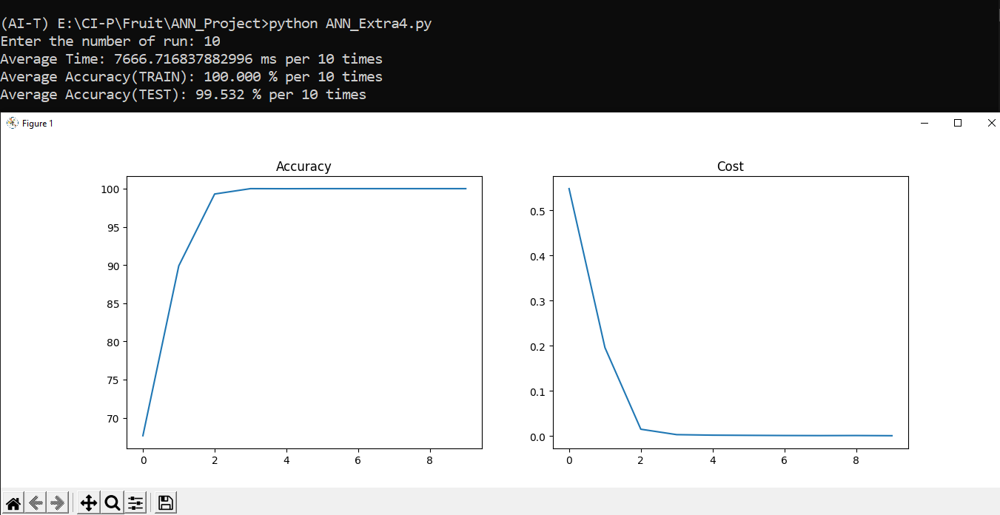 (AI-T) E:\CI-P\Fruit\ANN_Project>python ANN_Extra4.py
Enter the number of run: 10
Average Time: 7666.716837882996 ms per 10 times
Average Accuracy(TRAIN): 100.000 % per 10 times
Average Accuracy(TEST): 99.532 % per 10 times
Figure 1
Accuracy
100
95
90
85
80
75
70
0 2 4 6 8
Cost
0.5
0.4
0.3
0.2
0.1
0.0
0 2 4 6 8